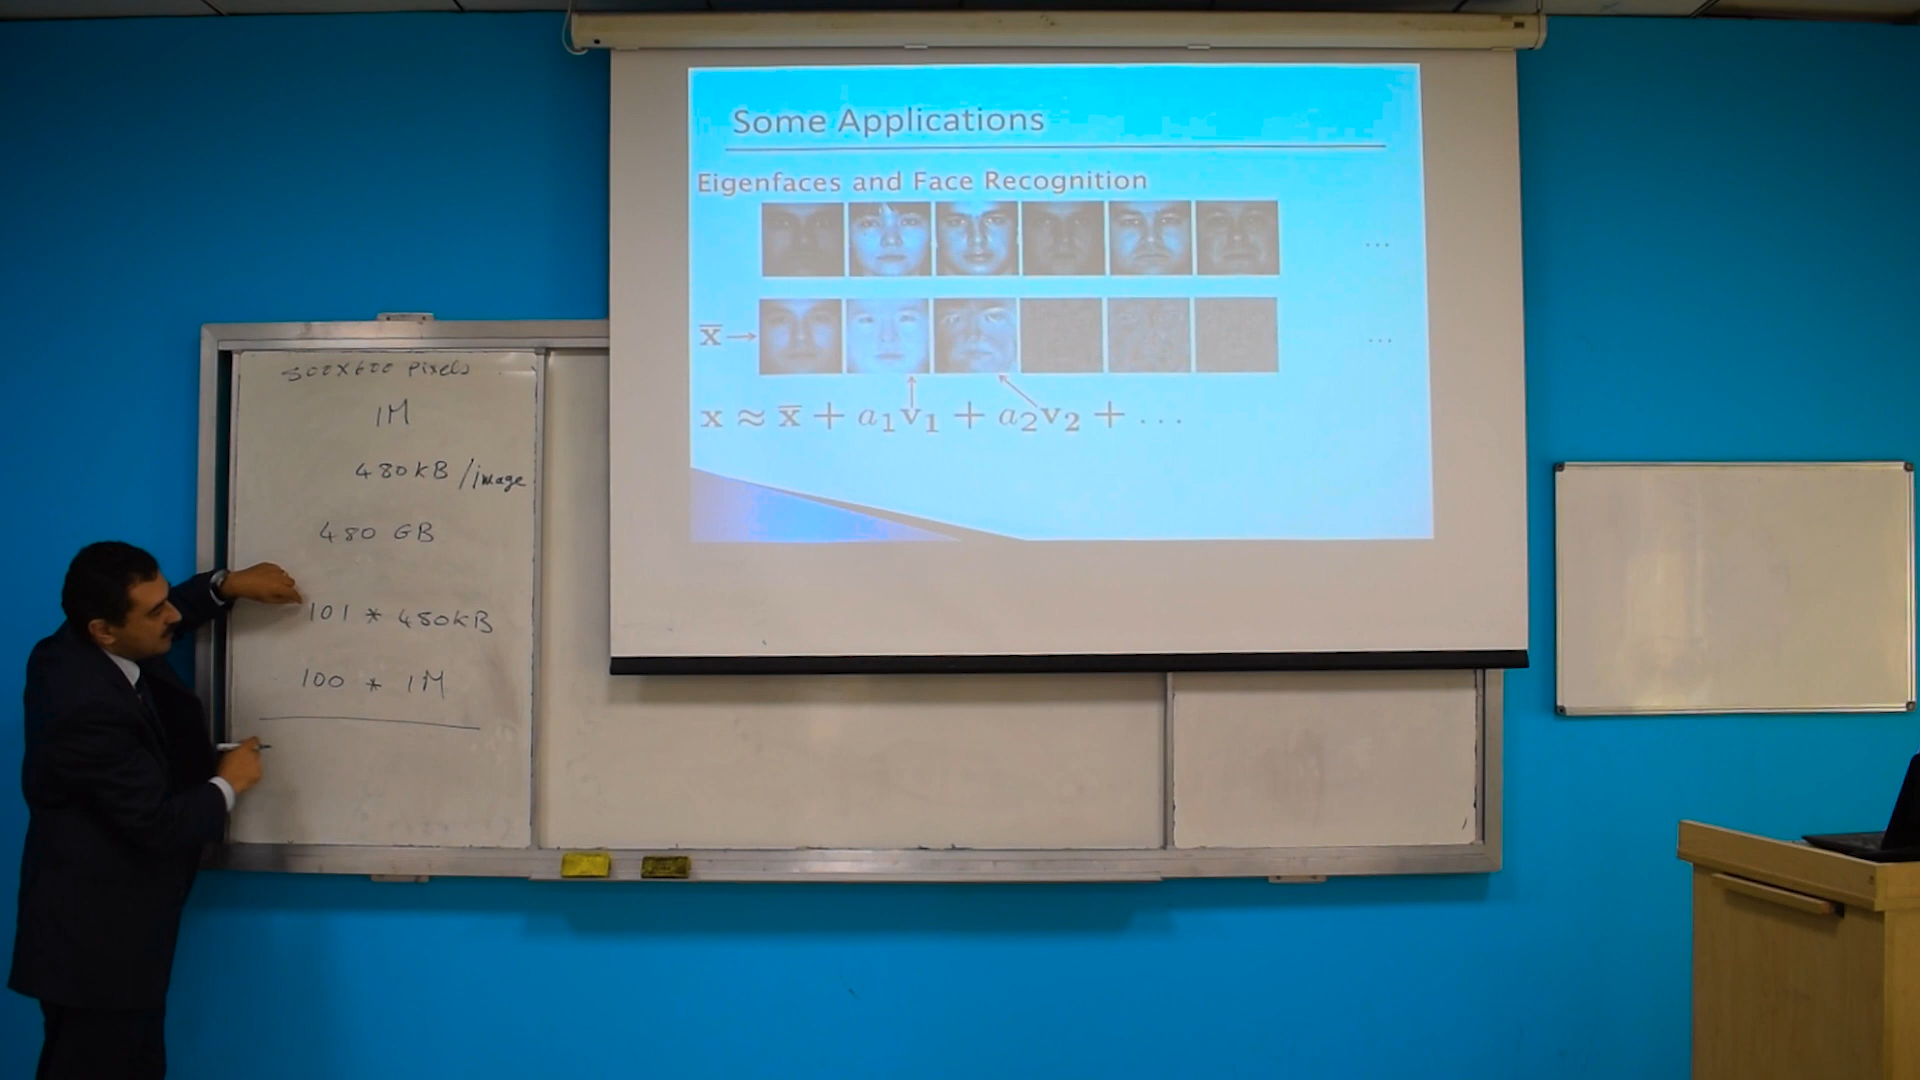 Some Applications
Eigenfaces and Face Recognition
...
x̄ → ...
x ≈ x̄ + a₁v₁ + a₂v₂ + ...
800X600 Pixels
1M
480kB/image
480 GB
101 * 480kB
100 * 1M